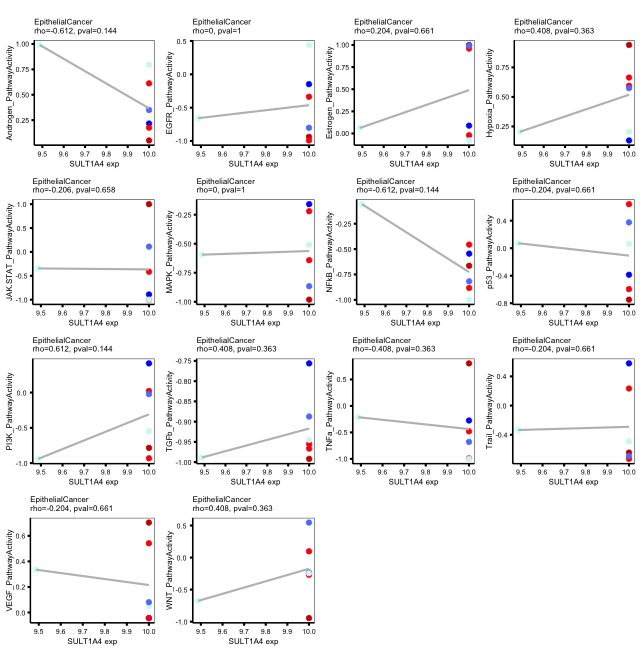 EpithelialCancer
rho=-0.612, pval=0.144
Androgen_PathwayActivity
1.00
0.75
0.50
0.25
9.5 9.6 9.7 9.8 9.9 10.0
SULT1A4 exp
EpithelialCancer
rho=0, pval=1
EGFR_PathwayActivity
0.5
0.0
-0.5
-1.0
9.5 9.6 9.7 9.8 9.9 10.0
SULT1A4 exp
EpithelialCancer
rho=0.204, pval=0.661
Estrogen_PathwayActivity
1.00
0.75
0.50
0.25
0.00
9.5 9.6 9.7 9.8 9.9 10.0
SULT1A4 exp
EpithelialCancer
rho=0.408, pval=0.363
Hypoxia_PathwayActivity
0.75
0.50
0.25
9.5 9.6 9.7 9.8 9.9 10.0
SULT1A4 exp
EpithelialCancer
rho=-0.206, pval=0.658
JAK-STAT_PathwayActivity
1.0
0.5
0.0
-0.5
-1.0
9.5 9.6 9.7 9.8 9.9 10.0
SULT1A4 exp
EpithelialCancer
rho=0, pval=1
MAPK_PathwayActivity
-0.25
-0.50
-0.75
-1.00
9.5 9.6 9.7 9.8 9.9 10.0
SULT1A4 exp
EpithelialCancer
rho=-0.612, pval=0.144
NFkB_PathwayActivity
-0.25
-0.50
-0.75
-1.00
9.5 9.6 9.7 9.8 9.9 10.0
SULT1A4 exp
EpithelialCancer
rho=-0.204, pval=0.661
p53_PathwayActivity
0.4
0.0
-0.4
-0.8
9.5 9.6 9.7 9.8 9.9 10.0
SULT1A4 exp
EpithelialCancer
rho=0.612, pval=0.144
PI3K_PathwayActivity
0.0
-0.5
-1.0
9.5 9.6 9.7 9.8 9.9 10.0
SULT1A4 exp
EpithelialCancer
rho=0.408, pval=0.363
TGFb_PathwayActivity
-0.75
-0.80
-0.85
-0.90
-0.95
-1.00
9.5 9.6 9.7 9.8 9.9 10.0
SULT1A4 exp
EpithelialCancer
rho=-0.408, pval=0.363
TNFa_PathwayActivity
0.5
0.0
-0.5
-1.0
9.5 9.6 9.7 9.8 9.9 10.0
SULT1A4 exp
EpithelialCancer
rho=-0.204, pval=0.661
Trail_PathwayActivity
0.4
0.0
-0.4
9.5 9.6 9.7 9.8 9.9 10.0
SULT1A4 exp
EpithelialCancer
rho=-0.204, pval=0.661
VEGF_PathwayActivity
0.6
0.4
0.2
0.0
9.5 9.6 9.7 9.8 9.9 10.0
SULT1A4 exp
EpithelialCancer
rho=0.408, pval=0.363
WNT_PathwayActivity
0.5
0.0
-0.5
-1.0
9.5 9.6 9.7 9.8 9.9 10.0
SULT1A4 exp